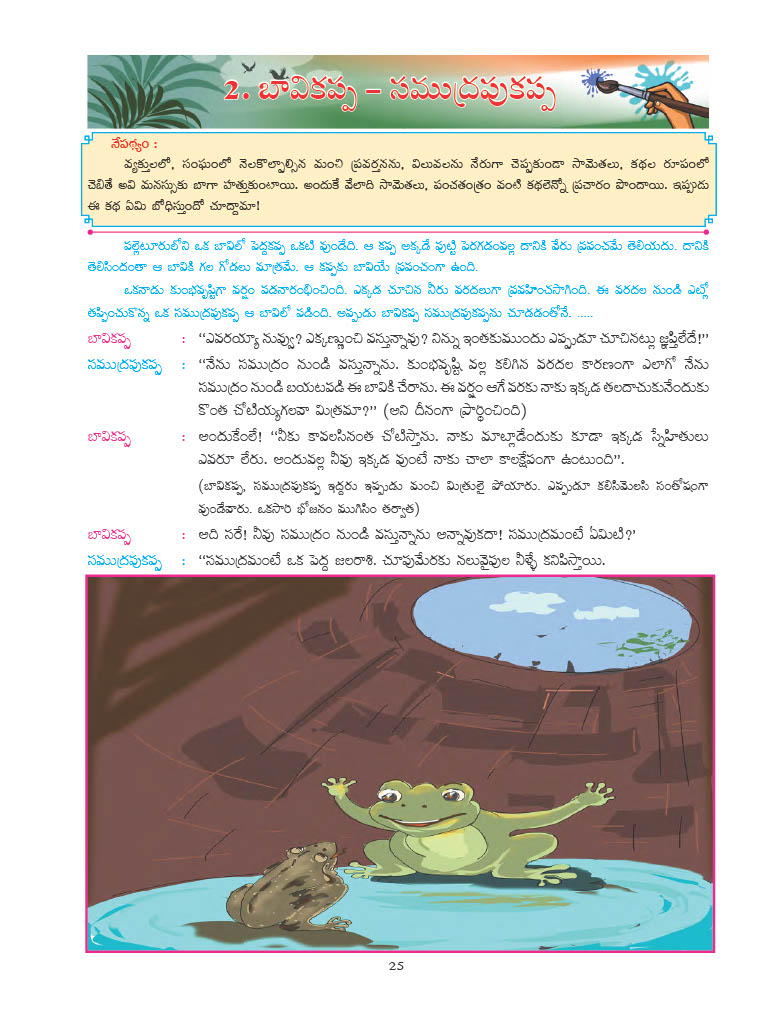 2. బావికప్ప – సముద్రపుకప్ప
నేపథ్యం :
వ్యక్తులలో, సంఘంలో నెలకొల్పాల్సిన మంచి ప్రవర్తనను, విలువలను నేరుగా చెప్పకుండా సామెతలు, కథల రూపంలో
చెబితే అవి మనస్సుకు బాగా హత్తుకుంటాయి. అందుకే వేలాది సామెతలు, పంచతంత్రం వంటి కథలెన్నో ప్రచారం పొందాయి. ఇప్పుడు
ఈ కథ ఏమి బోధిస్తుందో చూద్దామా!
పల్లెటూరులోని ఒక బావిలో పెద్దకప్ప ఒకటి వుండేది. ఆ కప్ప అక్కడే పుట్టి పెరగడంవల్ల దానికి వేరు ప్రపంచమే తెలియదు. దానికి
తెలిసిందంతా ఆ బావికి గల గోడలు మాత్రమే. ఆ కప్పకు బావియే ప్రపంచంగా ఉంది.
ఒకనాడు కుంభవృష్టిగా వర్షం పడనారంభించింది. ఎక్కడ చూచిన నీరు వరదలుగా ప్రవహించసాగింది. ఈ వరదల నుండి ఎట్లో
తప్పించుకొన్న ఒక సముద్రపుకప్ప ఆ బావిలో పడింది. అప్పుడు బావికప్ప సముద్రపుకప్పను చూడడంతోనే. .....
బావికప్ప : “ఎవరయ్యా నువ్వు? ఎక్కణ్ణుంచి వస్తున్నావు? నిన్ను ఇంతకుముందు ఎప్పుడూ చూచినట్లు జ్ఞప్తిలేదే!”
సముద్రపుకప్ప : “నేను సముద్రం నుండి వస్తున్నాను. కుంభవృష్టి వల్ల కలిగిన వరదల కారణంగా ఎలాగో నేను
సముద్రం నుండి బయటపడి ఈ బావికి చేరాను. ఈ వర్షం ఆగే వరకు నాకు ఇక్కడ తలదాచుకునేందుకు
కొంత చోటియ్యగలవా మిత్రమా?” (అని దీనంగా ప్రార్థించింది)
బావికప్ప : అందుకేంలే! “నీకు కావలసినంత చోటిస్తాను. నాకు మాట్లాడేందుకు కూడా ఇక్కడ స్నేహితులు
ఎవరూ లేరు. అందువల్ల నీవు ఇక్కడ వుంటే నాకు చాలా కాలక్షేపంగా ఉంటుంది”.
(బావికప్ప, సముద్రపుకప్ప ఇద్దరు ఇప్పుడు మంచి మిత్రులై పోయారు. ఎప్పుడూ కలిసిమెలసి సంతోషంగా
వుండేవారు. ఒకసారి భోజనం ముగిసిం తర్వాత)
బావికప్ప : అది సరే! నీవు సముద్రం నుండి వస్తున్నాను అన్నావుకదా! సముద్రమంటే ఏమిటి?’
సముద్రపుకప్ప : “సముద్రమంటే ఒక పెద్ద జలరాశి. చూపుమేరకు నలువైపుల నీళ్ళే కనిపిస్తాయి.
25